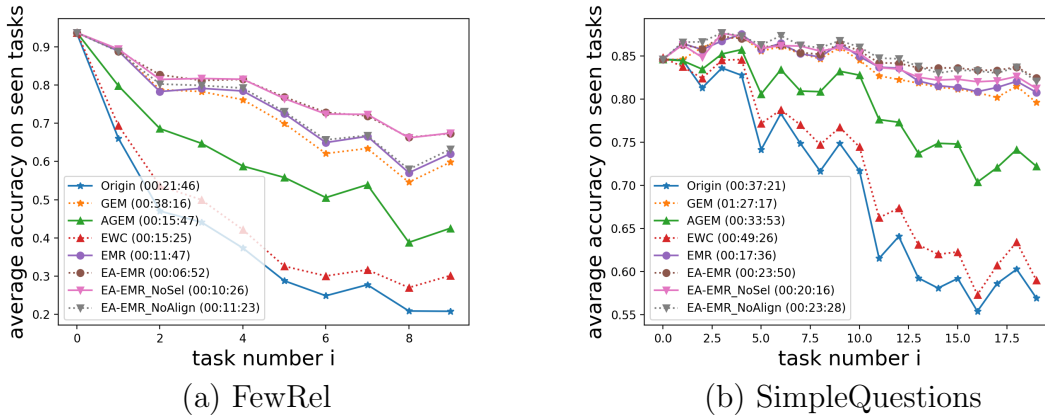 average accuracy on seen tasks
0.9
0.8
0.7
0.6
0.5
0.4
0.3
0.2
Origin (00:21:46)
GEM (00:38:16)
AGEM (00:15:47)
EWC (00:15:25)
EMR (00:11:47)
EA-EMR (00:06:52)
EA-EMR_NoSel (00:10:26)
EA-EMR_NoAlign (00:11:23)
0 2 4 6 8
task number i
(a) FewRel
avarage accuracy on seen tasks
0.85
0.80
0.75
0.70
0.65
0.60
0.55
Origin (00:37:21)
GEM (01:27:17)
AGEM (00:33:53)
EWC (00:49:26)
EMR (00:17:36)
EA-EMR (00:23:50)
EA-EMR_NoSel (00:20:16)
EA-EMR_NoAlign (00:23:28)
0.0 2.5 5.0 7.5 10.0 12.5 15.0 17.5
task number i
(b) SimpleQuestions